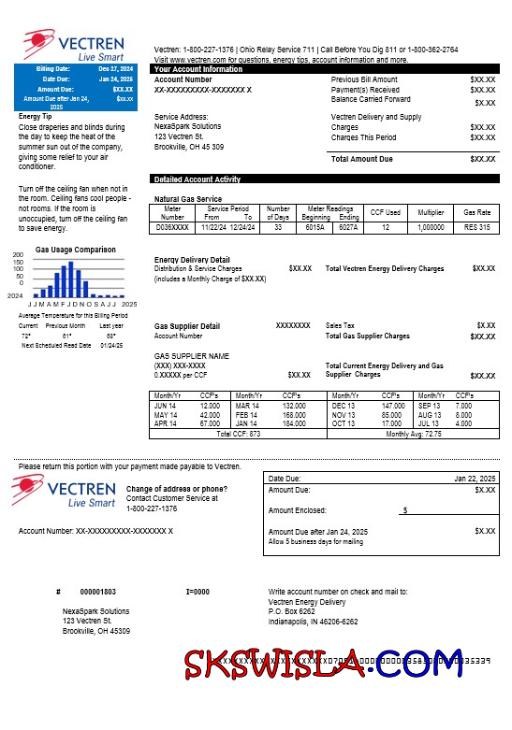 VECTREN
Live Smart
Vectren: 1-800-227-1376 | Ohio Relay Service 711 | Call Before You Dig 811 or 1-800-362-2764
Visit www.vectren.com for questions, energy tips, account information and more.
Billing Date: Dec 27, 2024
Date Due: Jan 24, 2025
Amount Due: $XX.XX
Amount Due after Jan 24, 2025 $xx.xx
Energy Tip
Close draperies and blinds during
the day to keep the heat of the
summer sun out of the company,
giving some relief to your air
conditioner.
Turn off the ceiling fan when not in
the room. Ceiling fans cool people -
not rooms. If the room is
unoccupied, turn off the ceiling fan
to save energy.
Gas Usage Comparison
200
150
100
50
0
2024 J J M A M F J D N O S A J J 2025
Average Temperature for this Billing Period
Current Previous Month Last year
72° 61° 68°
Next Scheduled Read Date 01/24/25
Your Account Information
Account Number
XX-XXXXXXXXX-XXXXXXX X
Service Address:
NexaSpark Solutions
123 Vectren St.
Brookville, OH 45 309
Previous Bill Amount $XX.XX
Payment(s) Received $XX.XX
Balance Carried Forward $X.XX
Vectren Delivery and Supply
Charges $XX.XX
Charges This Period $XX.XX
Total Amount Due $XX.XX
Detailed Account Activity
Natural Gas Service
Meter Number Service Period From To Number of Days Meter Readings Beginning Ending CCF Used Multiplier Gas Rate
D036XXXX 11/22/24 12/24/24 33 6015A 6027A 12 1,000000 RES 315
Energy Delivery Detail
Distribution & Service Charges $XX.XX Total Vectren Energy Delivery Charges $XX.XX
(includes a Monthly Charge of $XX.XX)
Gas Supplier Detail XXXXXXXX Sales Tax $X.XX
Account Number Total Gas Supplier Charges $XX.XX
GAS SUPPLIER NAME
(XXX) XXX-XXXX Total Current Energy Delivery and Gas
0.XXXXX per CCF $XX.XX Supplier Charges $XX.XX
Month/Yr CCF's Month/Yr CCF's Month/Yr CCF's Month/Yr CCF's
JUN 14 12.000 MAR 14 132.000 DEC 13 147.000 SEP 13 7.000
MAY 14 42.000 FEB 14 168.000 NOV 13 85.000 AUG 13 8.000
APR 14 67.000 JAN 14 184.000 OCT 13 17.000 JUL 13 4.000
Total CCF: 873 Monthly Avg: 72.75
Please return this portion with your payment made payable to Vectren.
VECTREN
Live Smart
Change of address or phone?
Contact Customer Service at
1-800-227-1376
Account Number: XX-XXXXXXXXX-XXXXXXX X
Date Due: Jan 22, 2025
Amount Due: $X.XX
Amount Enclosed: $
Amount Due after Jan 24, 2025 $X.XX
Allow 5 business days for mailing
# 000001803 I=0000
NexaSpark Solutions
123 Vectren St.
Brookville, OH 45309
Write account number on check and mail to:
Vectren Energy Delivery
P.O. Box 6262
Indianapolis, IN 46206-6262
SKSWISLA.COM